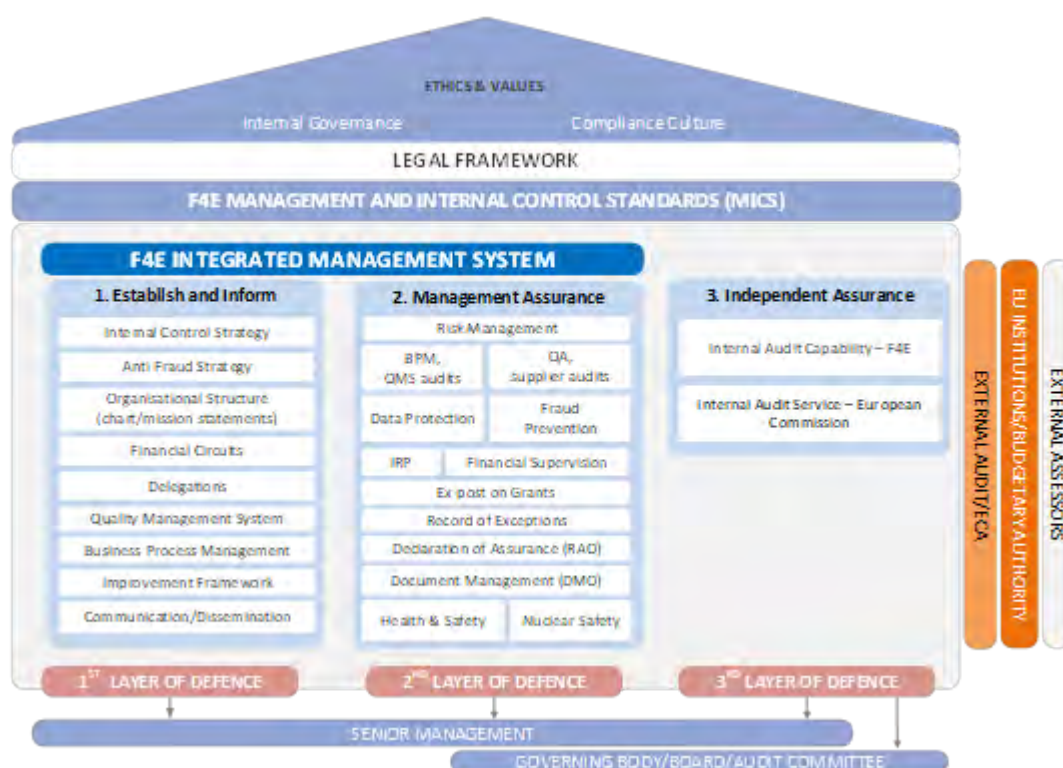 ETHICS & VALUES
Internal Governance
Compliance Culture
LEGAL FRAMEWORK
F4E MANAGEMENT AND INTERNAL CONTROL STANDARDS (MICS)
F4E INTEGRATED MANAGEMENT SYSTEM
1. Establish and Inform
Internal Control Strategy
Anti Fraud Strategy
Organisational Structure
(chart/mission statements)
Financial Circuits
Delegations
Quality Management System
Business Process Management
Improvement Framework
Communication/Dissemination
2. Management Assurance
Risk Management
BPM,
QMS audits
QA,
supplier audits
Data Protection
Fraud
Prevention
IRP
Financial Supervision
Ex post on Grants
Record of Exceptions
Declaration of Assurance (RAO)
Document Management (DMO)
Health & Safety
Nuclear Safety
3. Independent Assurance
Internal Audit Capability – F4E
Internal Audit Service – European
Commission
EXTERNAL AUDIT/ECA
EU INSTITUTIONS/BUDGETARY AUTHORITY
EXTERNAL ASSESSORS
1ST LAYER OF DEFENCE
2ND LAYER OF DEFENCE
3RD LAYER OF DEFENCE
SENIOR MANAGEMENT
GOVERNING BODY/BOARD/AUDIT COMMITTEE